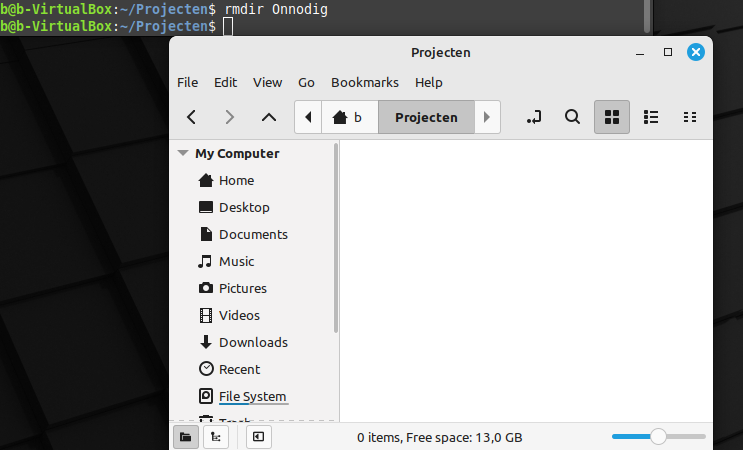 b@b-VirtualBox:~/Projecten$ rmdir Onnodig
b@b-VirtualBox:~/Projecten$
Projecten
File Edit View Go Bookmarks Help
b Projecten
My Computer
Home
Desktop
Documents
Music
Pictures
Videos
Downloads
Recent
File System
Trash
0 items, Free space: 13,0 GB